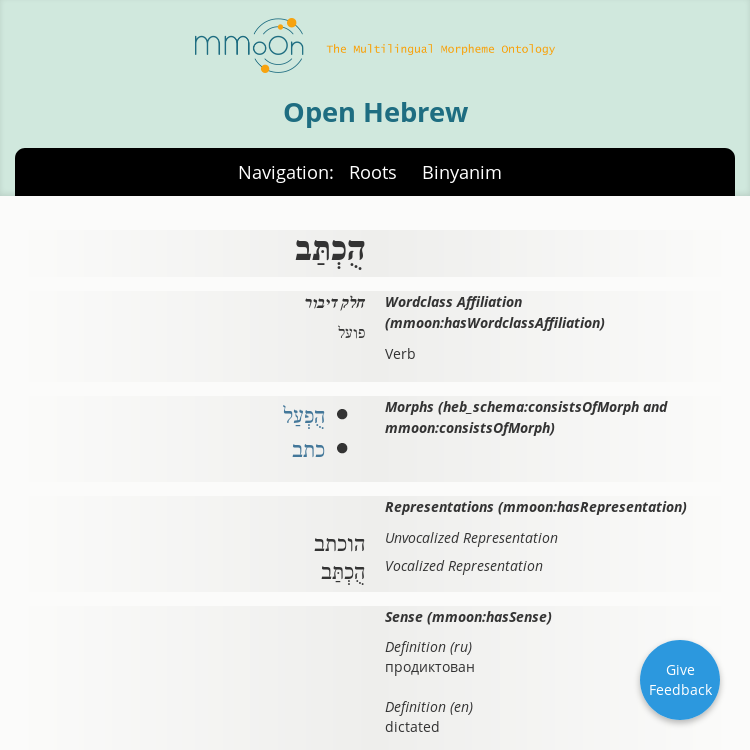 mmoOn
The Multilingual Morpheme Ontology
Open Hebrew
Navigation: Roots Binyanim
הֻכְתַּב
חלק דיבור
פועל
Wordclass Affiliation
(mmoon:hasWordclassAffiliation)
Verb
הֻפְעַל
כתב
Morphs (heb_schema:consistsOfMorph and
mmoon:consistsOfMorph)
Representations (mmoon:hasRepresentation)
הוכתב
Unvocalized Representation
הֻכְתַּב
Vocalized Representation
Sense (mmoon:hasSense)
Definition (ru)
продиктован
Definition (en)
dictated
Give
Feedback